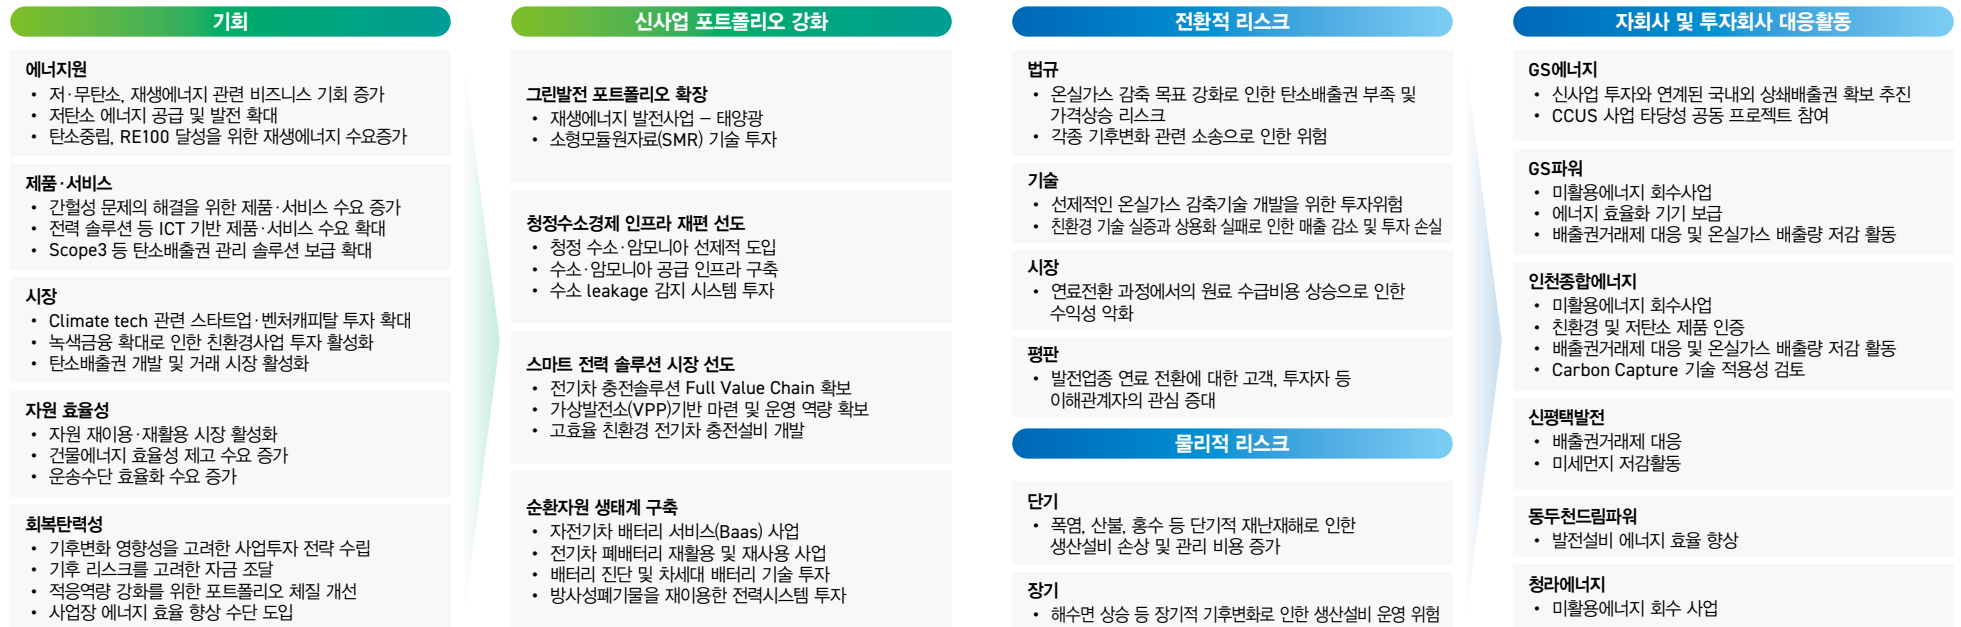 기회
에너지원
• 저·무탄소, 재생에너지 관련 비즈니스 기회 증가
• 저탄소 에너지 공급 및 발전 확대
• 탄소중립, RE100 달성을 위한 재생에너지 수요증가
제품·서비스
• 간헐성 문제의 해결을 위한 제품·서비스 수요 증가
• 전력 솔루션 등 ICT 기반 제품·서비스 수요 확대
• Scope3 등 탄소배출권 관리 솔루션 보급 확대
시장
• Climate tech 관련 스타트업·벤처캐피탈 투자 확대
• 녹색금융 확대로 인한 친환경사업 투자 활성화
• 탄소배출권 개발 및 거래 시장 활성화
자원 효율성
• 자원 재이용·재활용 시장 활성화
• 건물에너지 효율성 제고 수요 증가
• 운송수단 효율화 수요 증가
회복탄력성
• 기후변화 영향성을 고려한 사업투자 전략 수립
• 기후 리스크를 고려한 자금 조달
• 적응역량 강화를 위한 포트폴리오 체질 개선
• 사업장 에너지 효율 향상 수단 도입
신사업 포트폴리오 강화
그린발전 포트폴리오 확장
• 재생에너지 발전사업 – 태양광
• 소형모듈원자료(SMR) 기술 투자
청정수소경제 인프라 재편 선도
• 청정 수소·암모니아 선제적 도입
• 수소·암모니아 공급 인프라 구축
• 수소 leakage 감지 시스템 투자
스마트 전력 솔루션 시장 선도
• 전기차 충전솔루션 Full Value Chain 확보
• 가상발전소(VPP)기반 마련 및 운영 역량 확보
• 고효율 친환경 전기차 충전설비 개발
순환자원 생태계 구축
• 자전기차 배터리 서비스(Baas) 사업
• 전기차 폐배터리 재활용 및 재사용 사업
• 배터리 진단 및 차세대 배터리 기술 투자
• 방사성폐기물을 재이용한 전력시스템 투자
전환적 리스크
법규
• 온실가스 감축 목표 강화로 인한 탄소배출권 부족 및
가격상승 리스크
• 각종 기후변화 관련 소송으로 인한 위험
기술
• 선제적인 온실가스 감축기술 개발을 위한 투자위험
• 친환경 기술 실증과 상용화 실패로 인한 매출 감소 및 투자 손실
시장
• 연료전환 과정에서의 원료 수급비용 상승으로 인한
수익성 악화
평판
• 발전업종 연료 전환에 대한 고객, 투자자 등
이해관계자의 관심 증대
물리적 리스크
단기
• 폭염, 산불, 홍수 등 단기적 재난재해로 인한
생산설비 손상 및 관리 비용 증가
장기
• 해수면 상승 등 장기적 기후변화로 인한 생산설비 운영 위험
자회사 및 투자회사 대응활동
GS에너지
• 신사업 투자와 연계된 국내외 상쇄배출권 확보 추진
• CCUS 사업 타당성 공동 프로젝트 참여
GS파워
• 미활용에너지 회수사업
• 에너지 효율화 기기 보급
• 배출권거래제 대응 및 온실가스 배출량 저감 활동
인천종합에너지
• 미활용에너지 회수사업
• 친환경 및 저탄소 제품 인증
• 배출권거래제 대응 및 온실가스 배출량 저감 활동
• Carbon Capture 기술 적용성 검토
신평택발전
• 배출권거래제 대응
• 미세먼지 저감활동
동두천드림파워
• 발전설비 에너지 효율 향상
청라에너지
• 미활용에너지 회수 사업